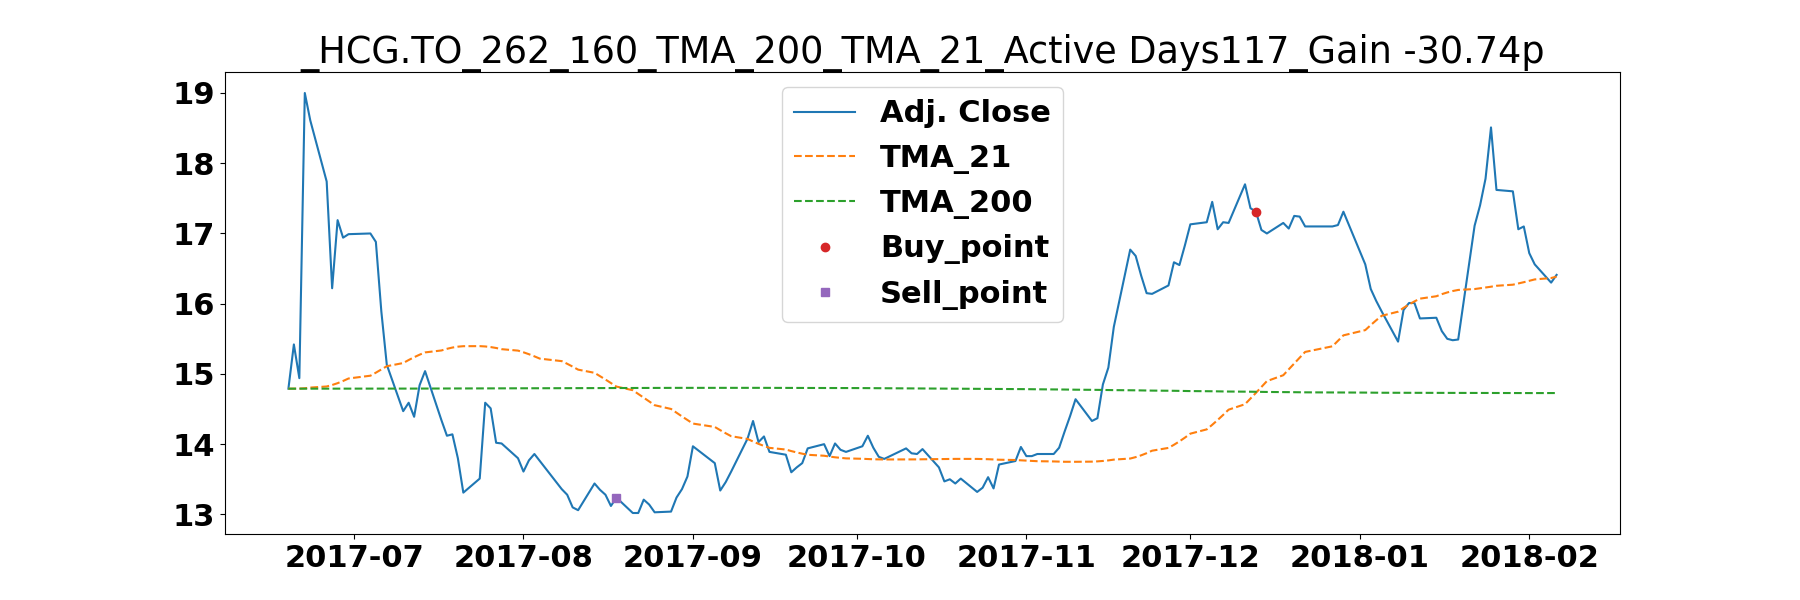 _HCG.TO_262_160_TMA_200_TMA_21_Active Days117_Gain -30.74p
19
18
17
16
15
14
13
Adj. Close
TMA_21
TMA_200
Buy_point
Sell_point
2017-07 2017-08 2017-09 2017-10 2017-11 2017-12 2018-01 2018-02